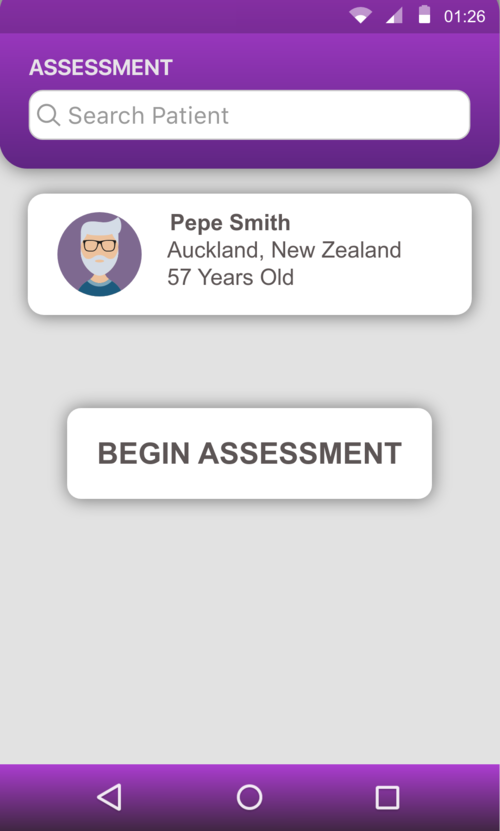 01:26
ASSESSMENT
Search Patient
Pepe Smith
Auckland, New Zealand
57 Years Old
BEGIN ASSESSMENT